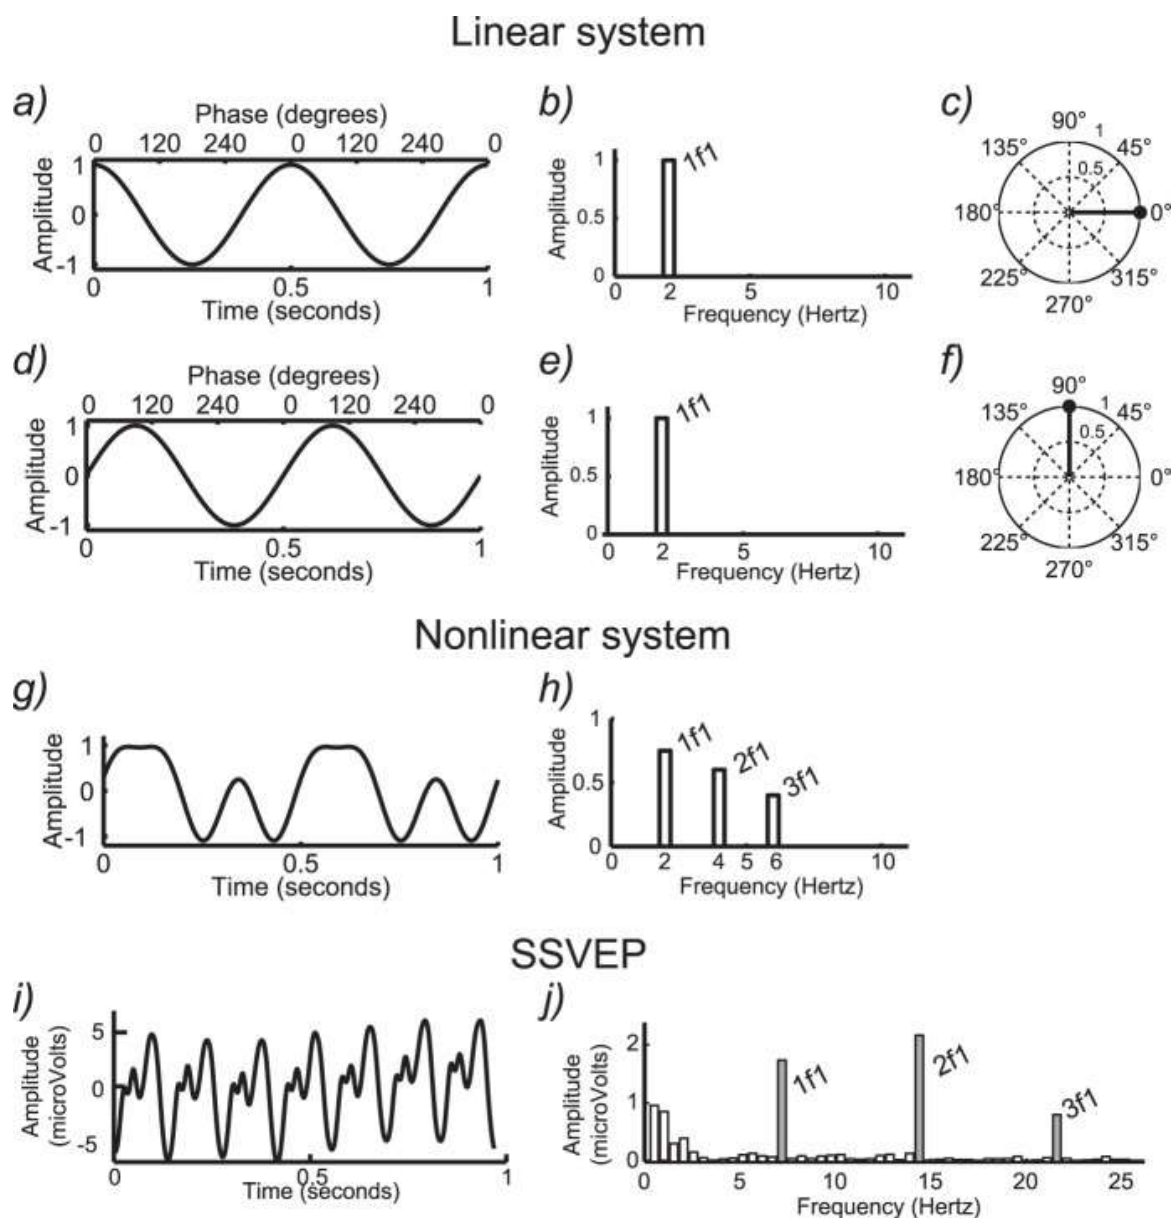 Linear system
a)
Phase (degrees)
0 120 240 0 120 240 0
Amplitude
1
0
-1
0 0.5 1
Time (seconds)
b)
Amplitude
1
0.5
0
1f1
0 2 5 10
Frequency (Hertz)
c)
90°
1
135° 45°
0.5
180° 0°
225° 315°
270°
d)
Phase (degrees)
0 120 240 0 120 240 0
Amplitude
1
0
-1
0 0.5 1
Time (seconds)
e)
Amplitude
1
0.5
0
1f1
0 2 5 10
Frequency (Hertz)
f)
90°
1
135° 45°
0.5
180° 0°
225° 315°
270°
Nonlinear system
g)
Amplitude
1
0
-1
0 0.5 1
Time (seconds)
h)
Amplitude
1
0.5
0
1f1
2f1
3f1
0 2 4 5 6 10
Frequency (Hertz)
SSVEP
i)
Amplitude
(microVolts)
5
0
-5
0 0.5 1
Time (seconds)
j)
Amplitude
(microVolts)
2
1
0
1f1
2f1
3f1
0 5 10 15 20 25
Frequency (Hertz)